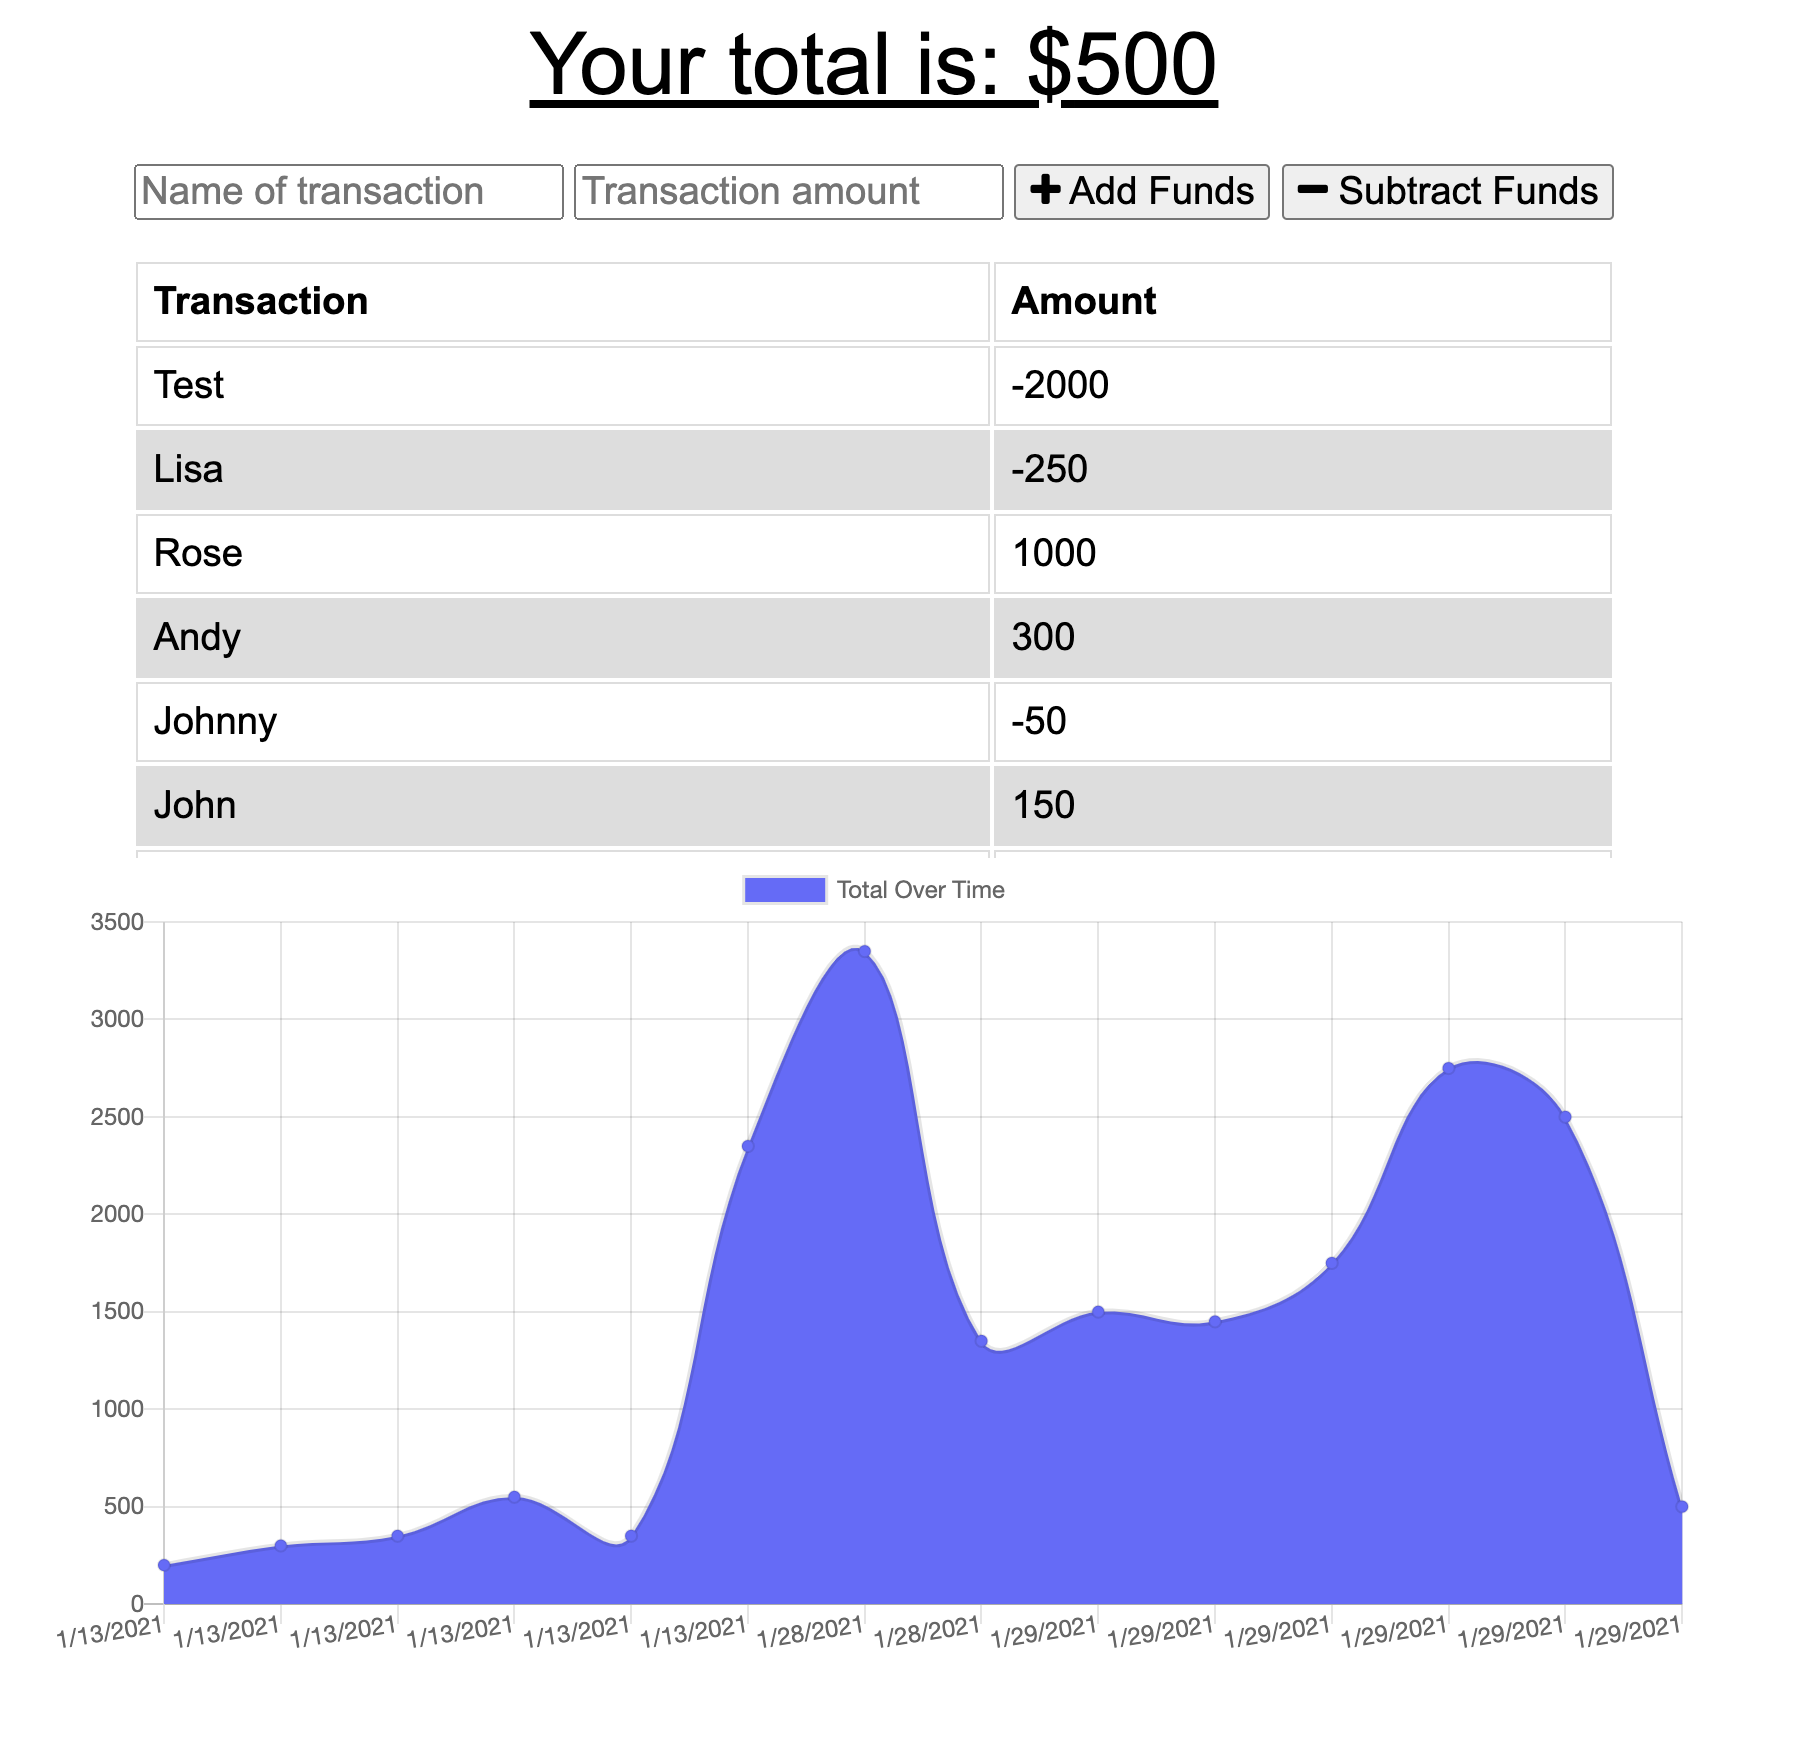 Your total is: $500
Name of transaction Transaction amount Add Funds Subtract Funds
Transaction Amount
Test -2000
Lisa -250
Rose 1000
Andy 300
Johnny -50
John 150
Total Over Time
3500
3000
2500
2000
1500
1000
500
0
1/13/2021 1/13/2021 1/13/2021 1/13/2021 1/13/2021 1/13/2021 1/28/2021 1/28/2021 1/29/2021 1/29/2021 1/29/2021 1/29/2021 1/29/2021 1/29/2021